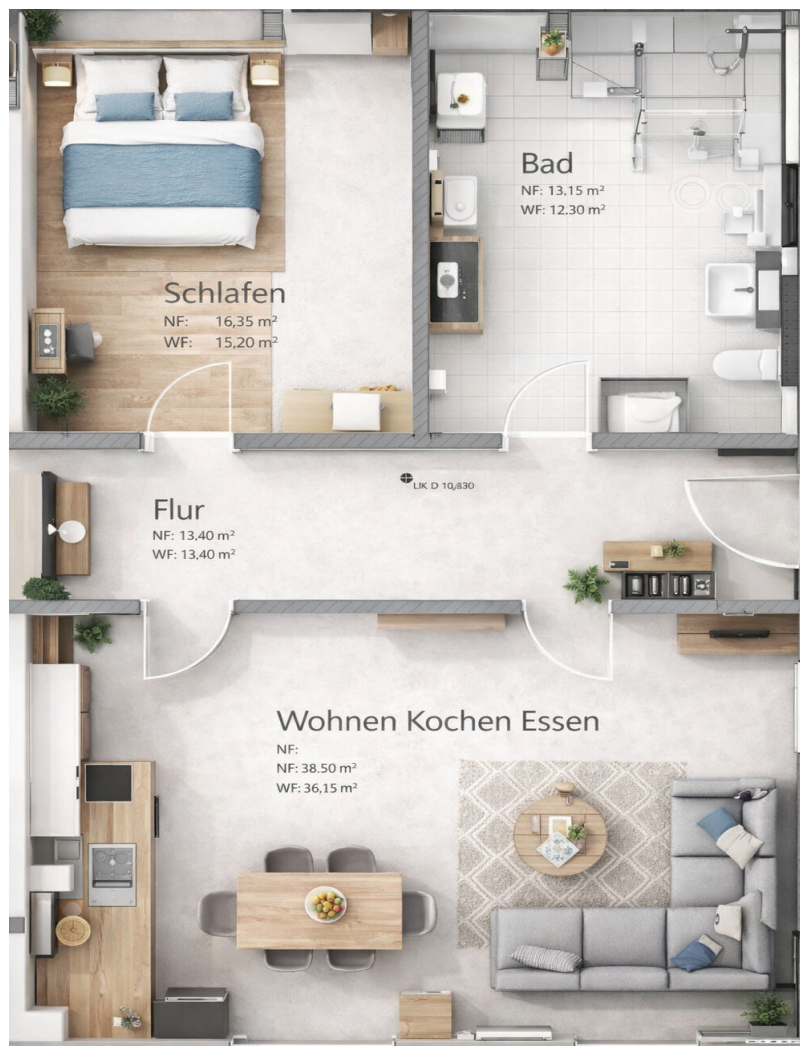 Bad
NF: 13.15 m²
WF: 12.30 m²
Schlafen
NF: 16,35 m²
WF: 15,20 m²
LIK D 10,830
Flur
NF: 13,40 m²
WF: 13,40 m²
Wohnen Kochen Essen
NF:
NF: 38.50 m²
WF: 36,15 m²